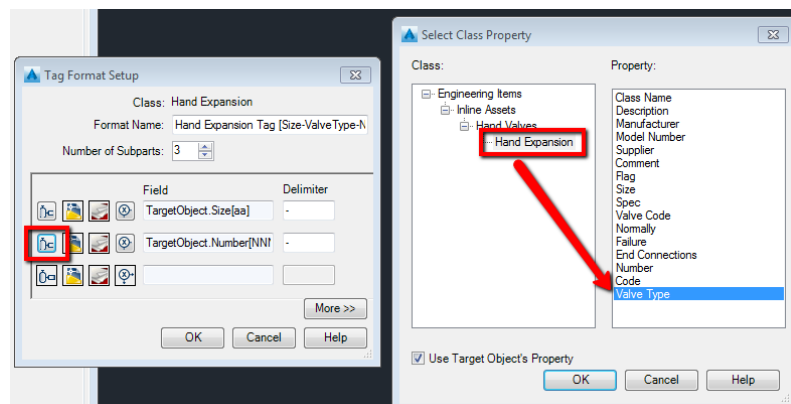 Tag Format Setup
Class: Hand Expansion
Format Name: Hand Expansion Tag [Size-ValveType-N
Number of Subparts: 3
Field Delimiter
TargetObject.Size[aa] -
TargetObject.Number[NNI -
More >>
OK Cancel Help
Select Class Property
Class:
Engineering Items
Inline Assets
Hand Valves
Hand Expansion
Property:
Class Name
Description
Manufacturer
Model Number
Supplier
Comment
Flag
Size
Spec
Valve Code
Normally
Failure
End Connections
Number
Code
Valve Type
Use Target Object's Property
OK Cancel Help